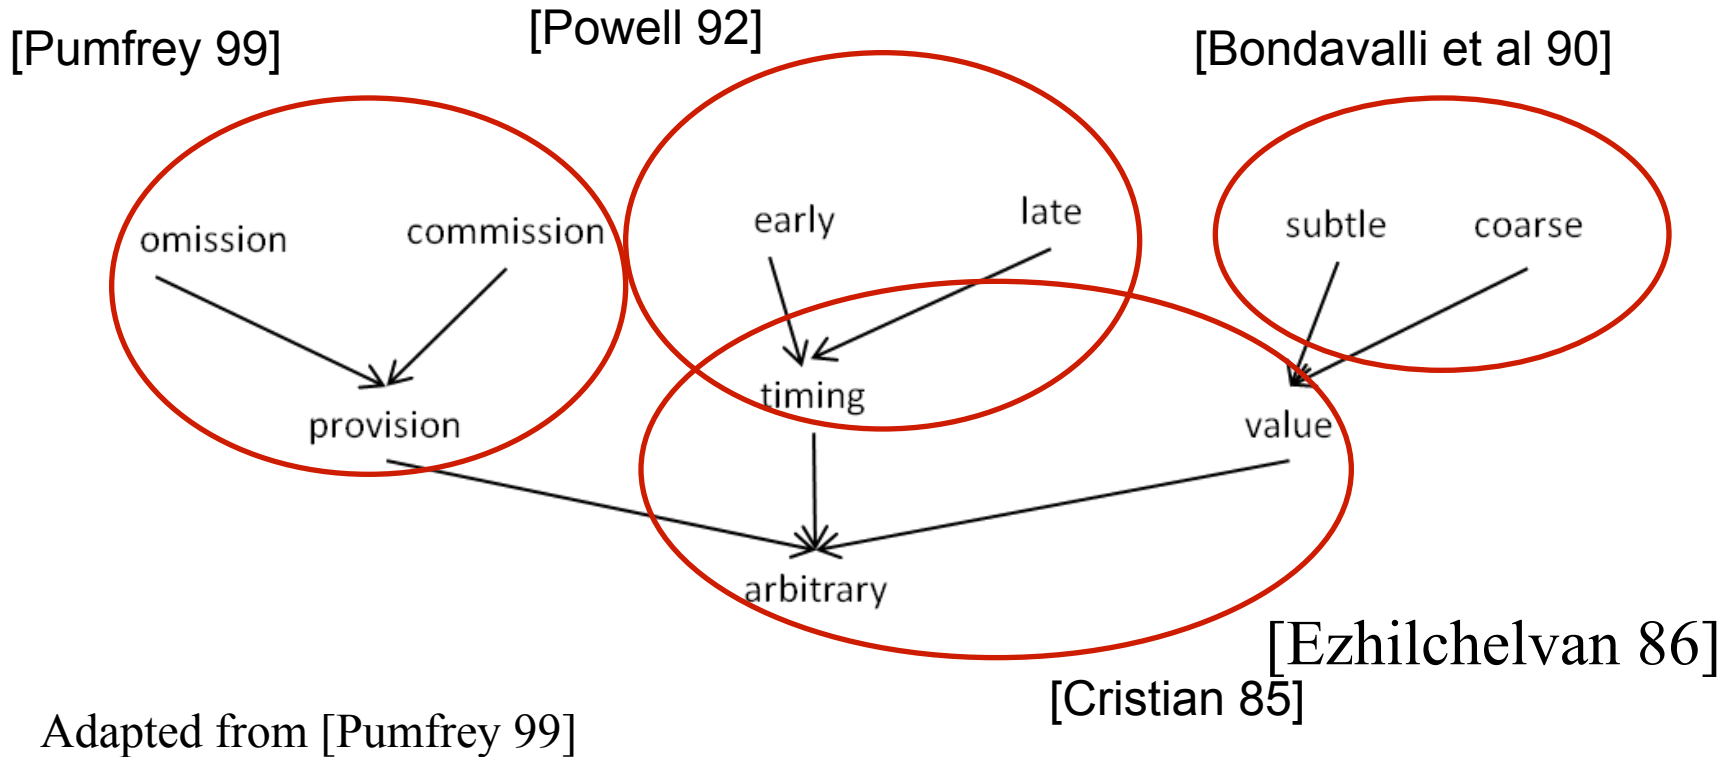 [Pumfrey 99]
[Powell 92]
[Bondavalli et al 90]
omission
commission
early
late
subtle
coarse
provision
timing
value
arbitrary
[Ezhilchelvan 86]
[Cristian 85]
Adapted from [Pumfrey 99]